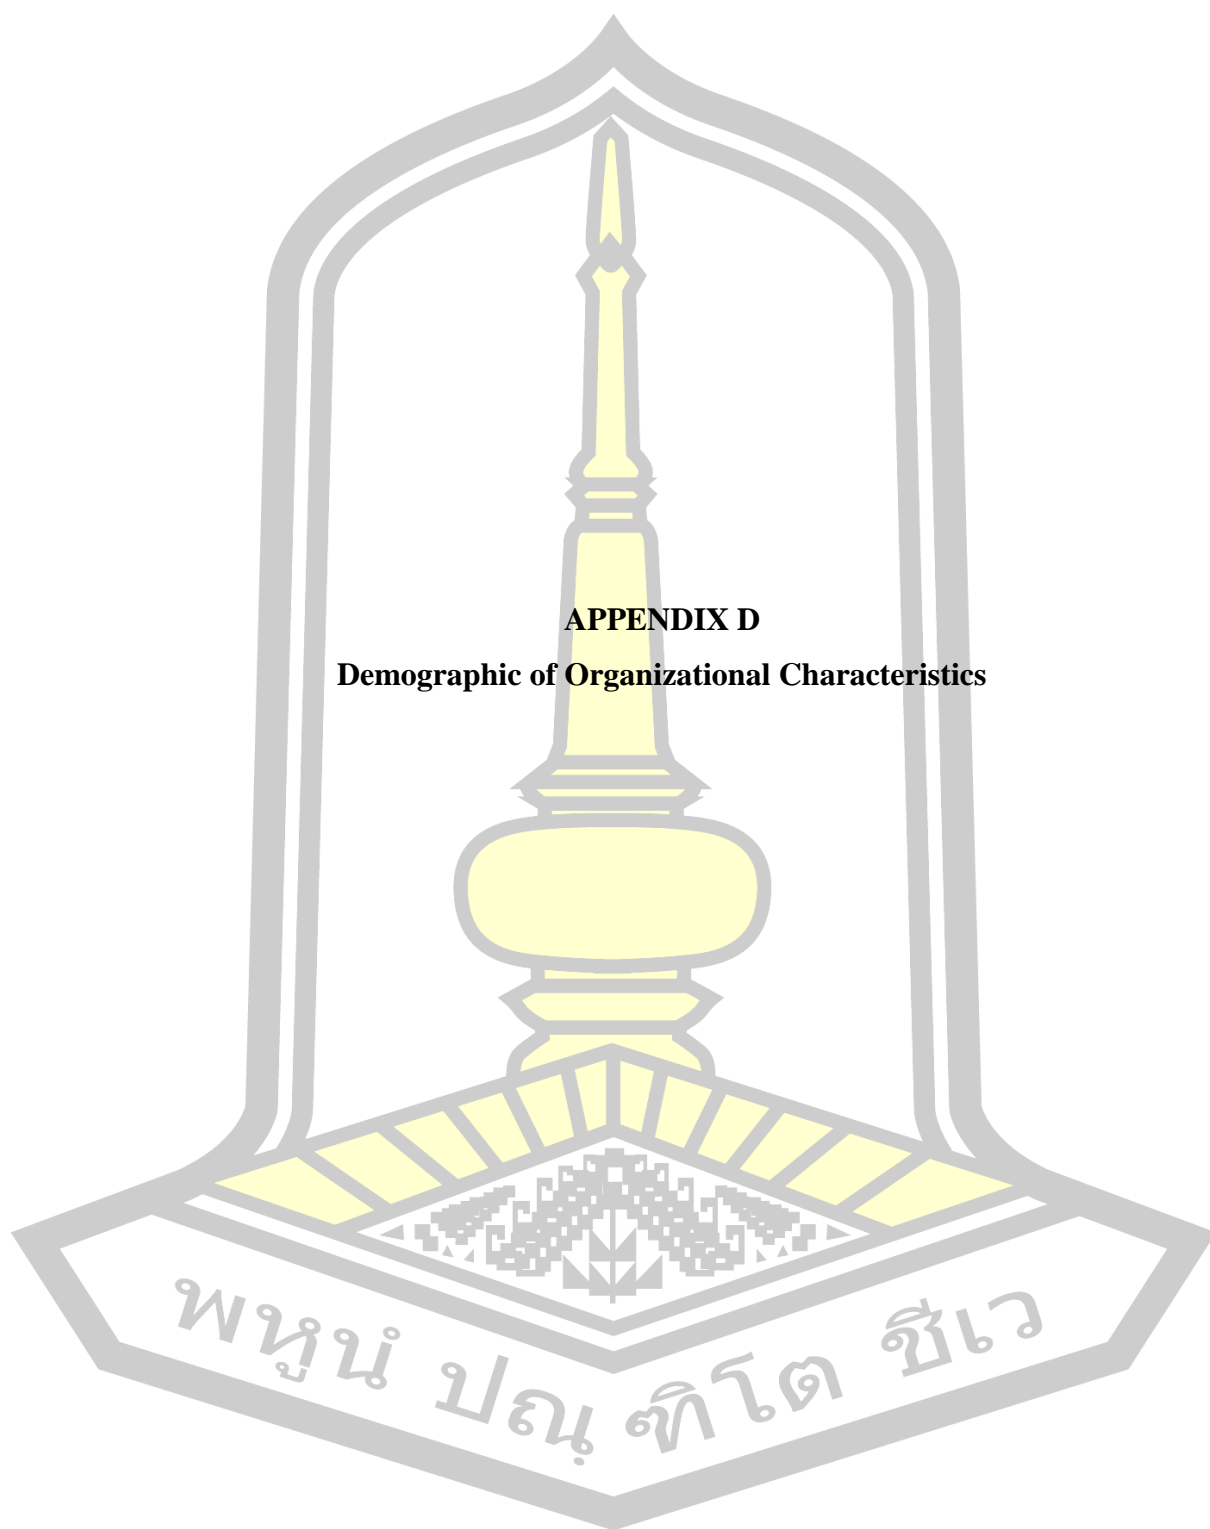 APPENDIX D
Demographic of Organizational Characteristics
พหูนํ ปณฺ ฑิโต ชีเว